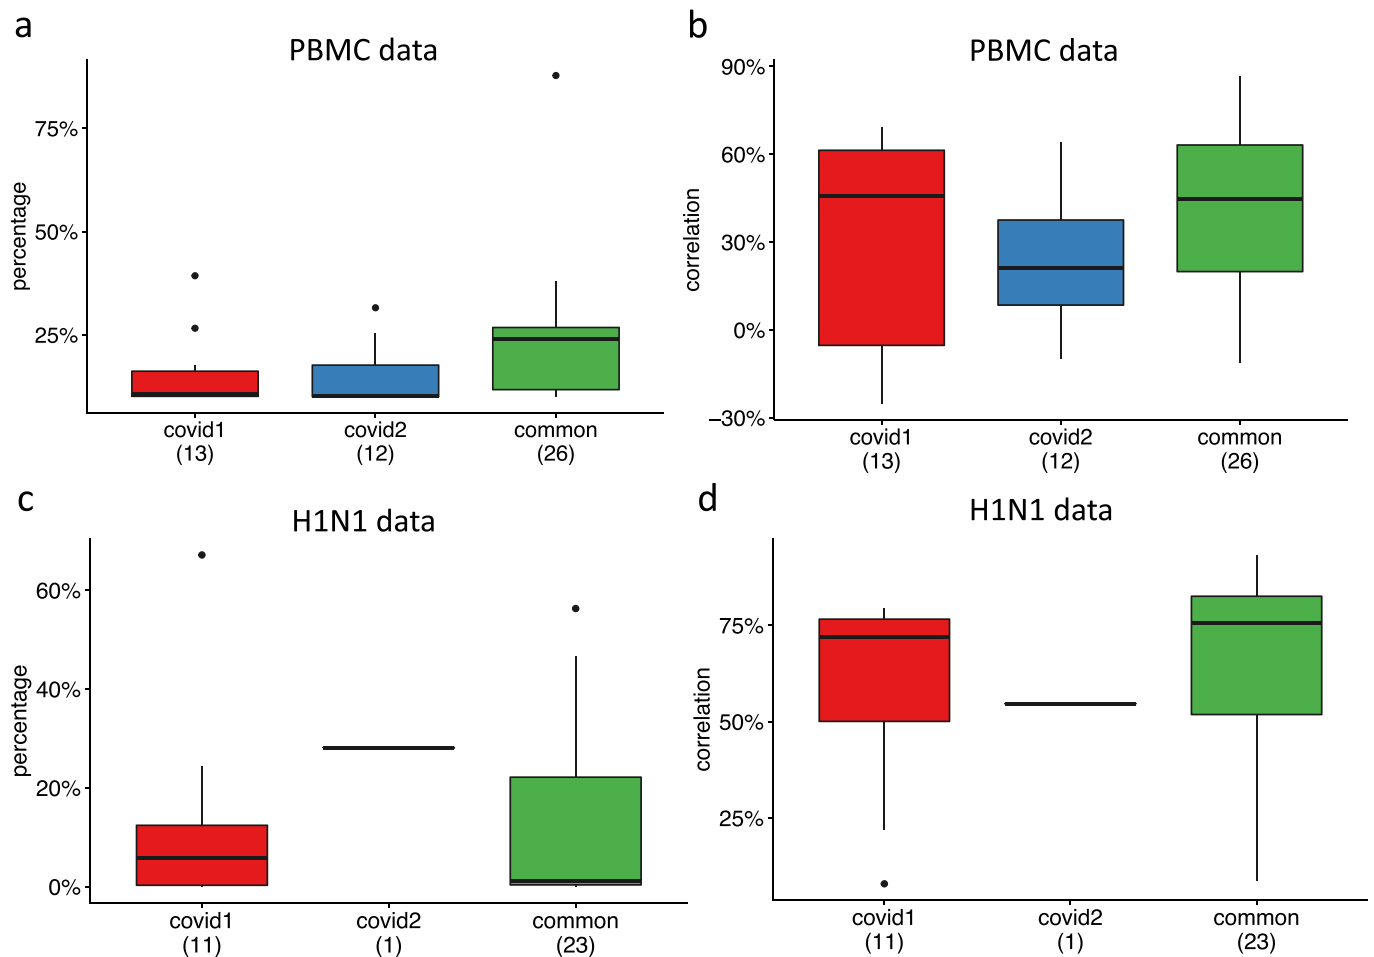 a
PBMC data
percentage
75%
50%
25%
covid1
(13)
covid2
(12)
common
(26)
b
PBMC data
correlation
90%
60%
30%
0%
−30%
covid1
(13)
covid2
(12)
common
(26)
c
H1N1 data
percentage
60%
40%
20%
0%
covid1
(11)
covid2
(1)
common
(23)
d
H1N1 data
correlation
75%
50%
25%
covid1
(11)
covid2
(1)
common
(23)